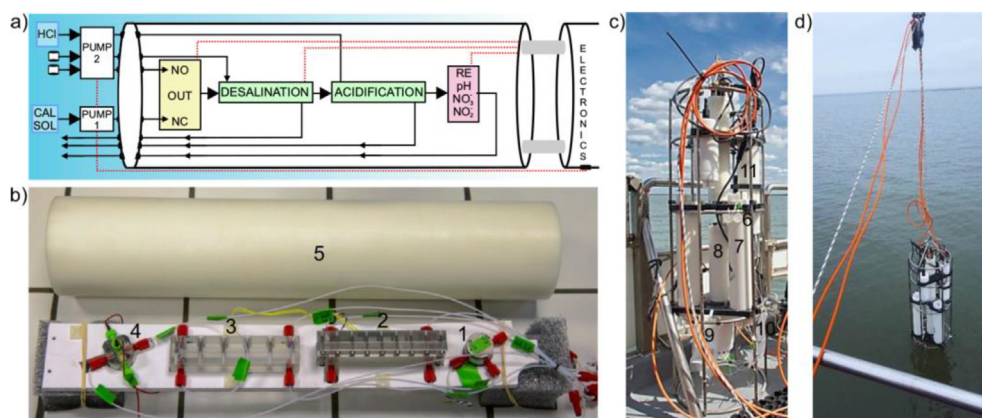 a)
HCl
PUMP
2
CAL
SOL
PUMP
1
NO
OUT
NC
DESALINATION
ACIDIFICATION
RE
pH
NO₃⁻
NO₂⁻
ELECTRONICS
b)
5
4
3
2
1
c)
11
6
7
8
9
10
d)